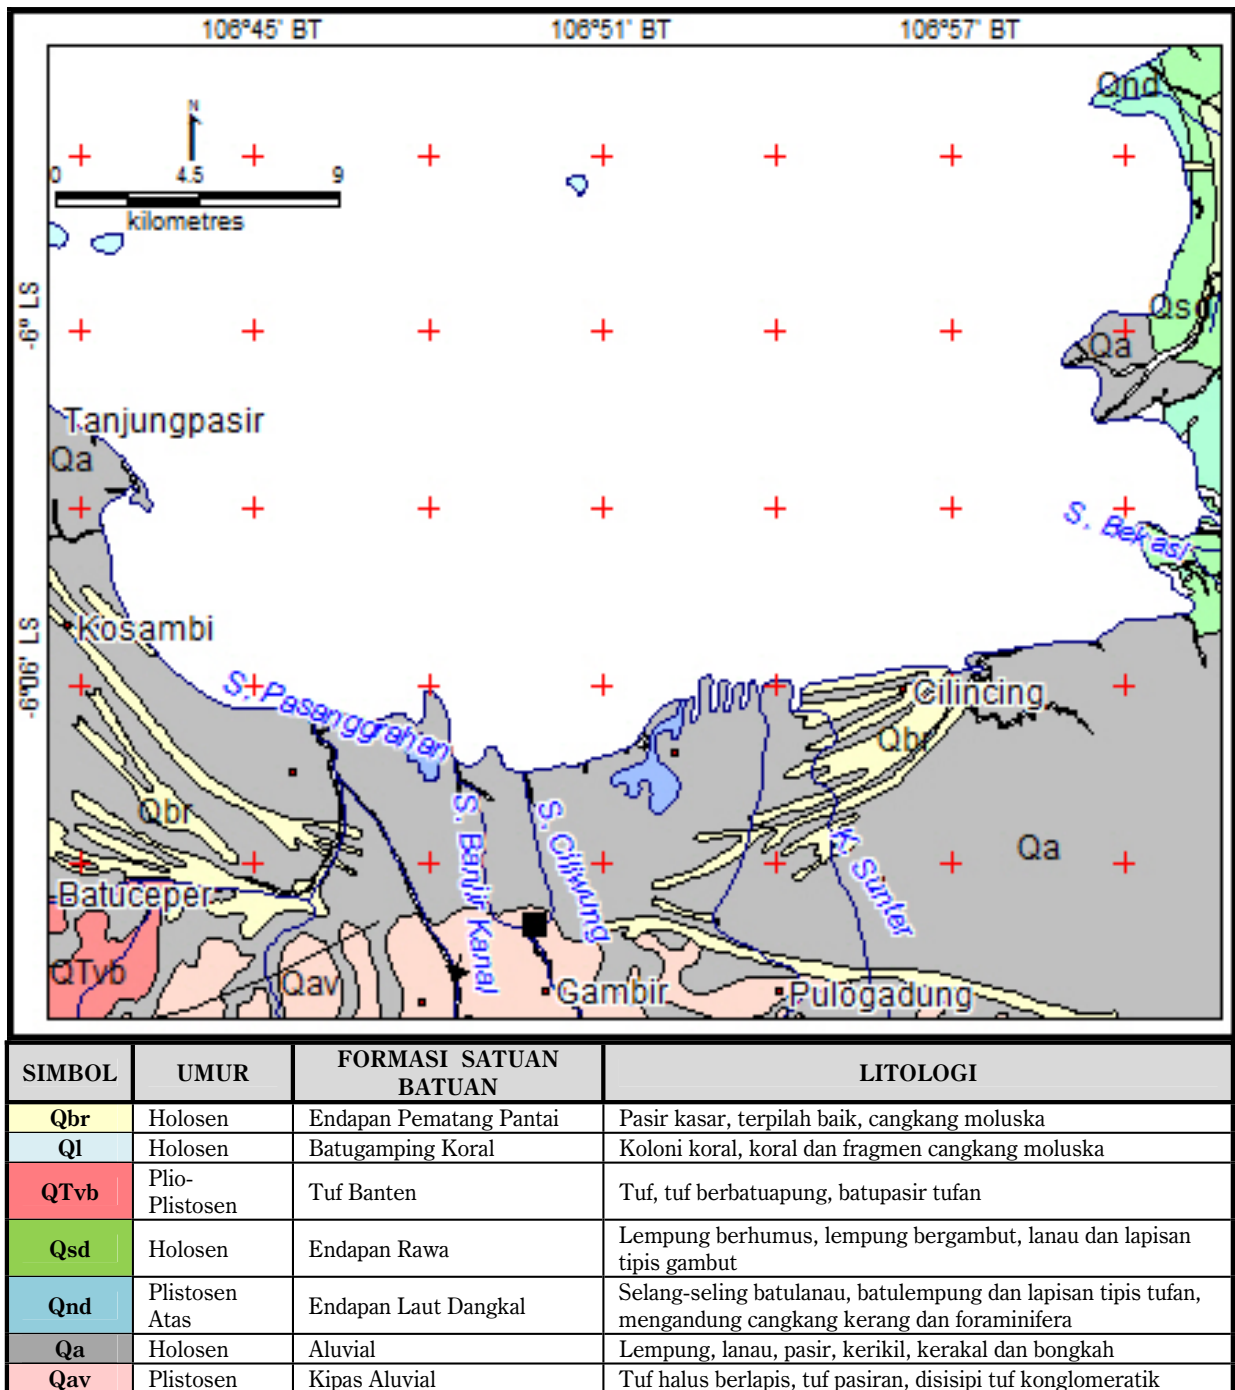 106°45' BT 106°51' BT 106°57' BT
Qnd
N
0 4.5 9
kilometres
-6° LS
Qsd
Qa
Tanjungpasir
Qa
S. Bekasi
-6°06' LS
Kosambi
S. Pasanggrahan
Cilincing
Qbr
Qbr
S. Banjir Kanal
S. Ciliwung
K. Sunter
Qa
Batuceper
QTvb
Qav
Gambir
Pulogadung
SIMBOL UMUR FORMASI SATUAN BATUAN LITOLOGI
Qbr Holosen Endapan Pematang Pantai Pasir kasar, terpilah baik, cangkang moluska
Ql Holosen Batugamping Koral Koloni koral, koral dan fragmen cangkang moluska
QTvb Plio-Plistosen Tuf Banten Tuf, tuf berbatuapung, batupasir tufan
Qsd Holosen Endapan Rawa Lempung berhumus, lempung bergambut, lanau dan lapisan tipis gambut
Qnd Plistosen Atas Endapan Laut Dangkal Selang-seling batulanau, batulempung dan lapisan tipis tufan, mengandung cangkang kerang dan foraminifera
Qa Holosen Aluvial Lempung, lanau, pasir, kerikil, kerakal dan bongkah
Qav Plistosen Kipas Aluvial Tuf halus berlapis, tuf pasiran, disisipi tuf konglomeratik